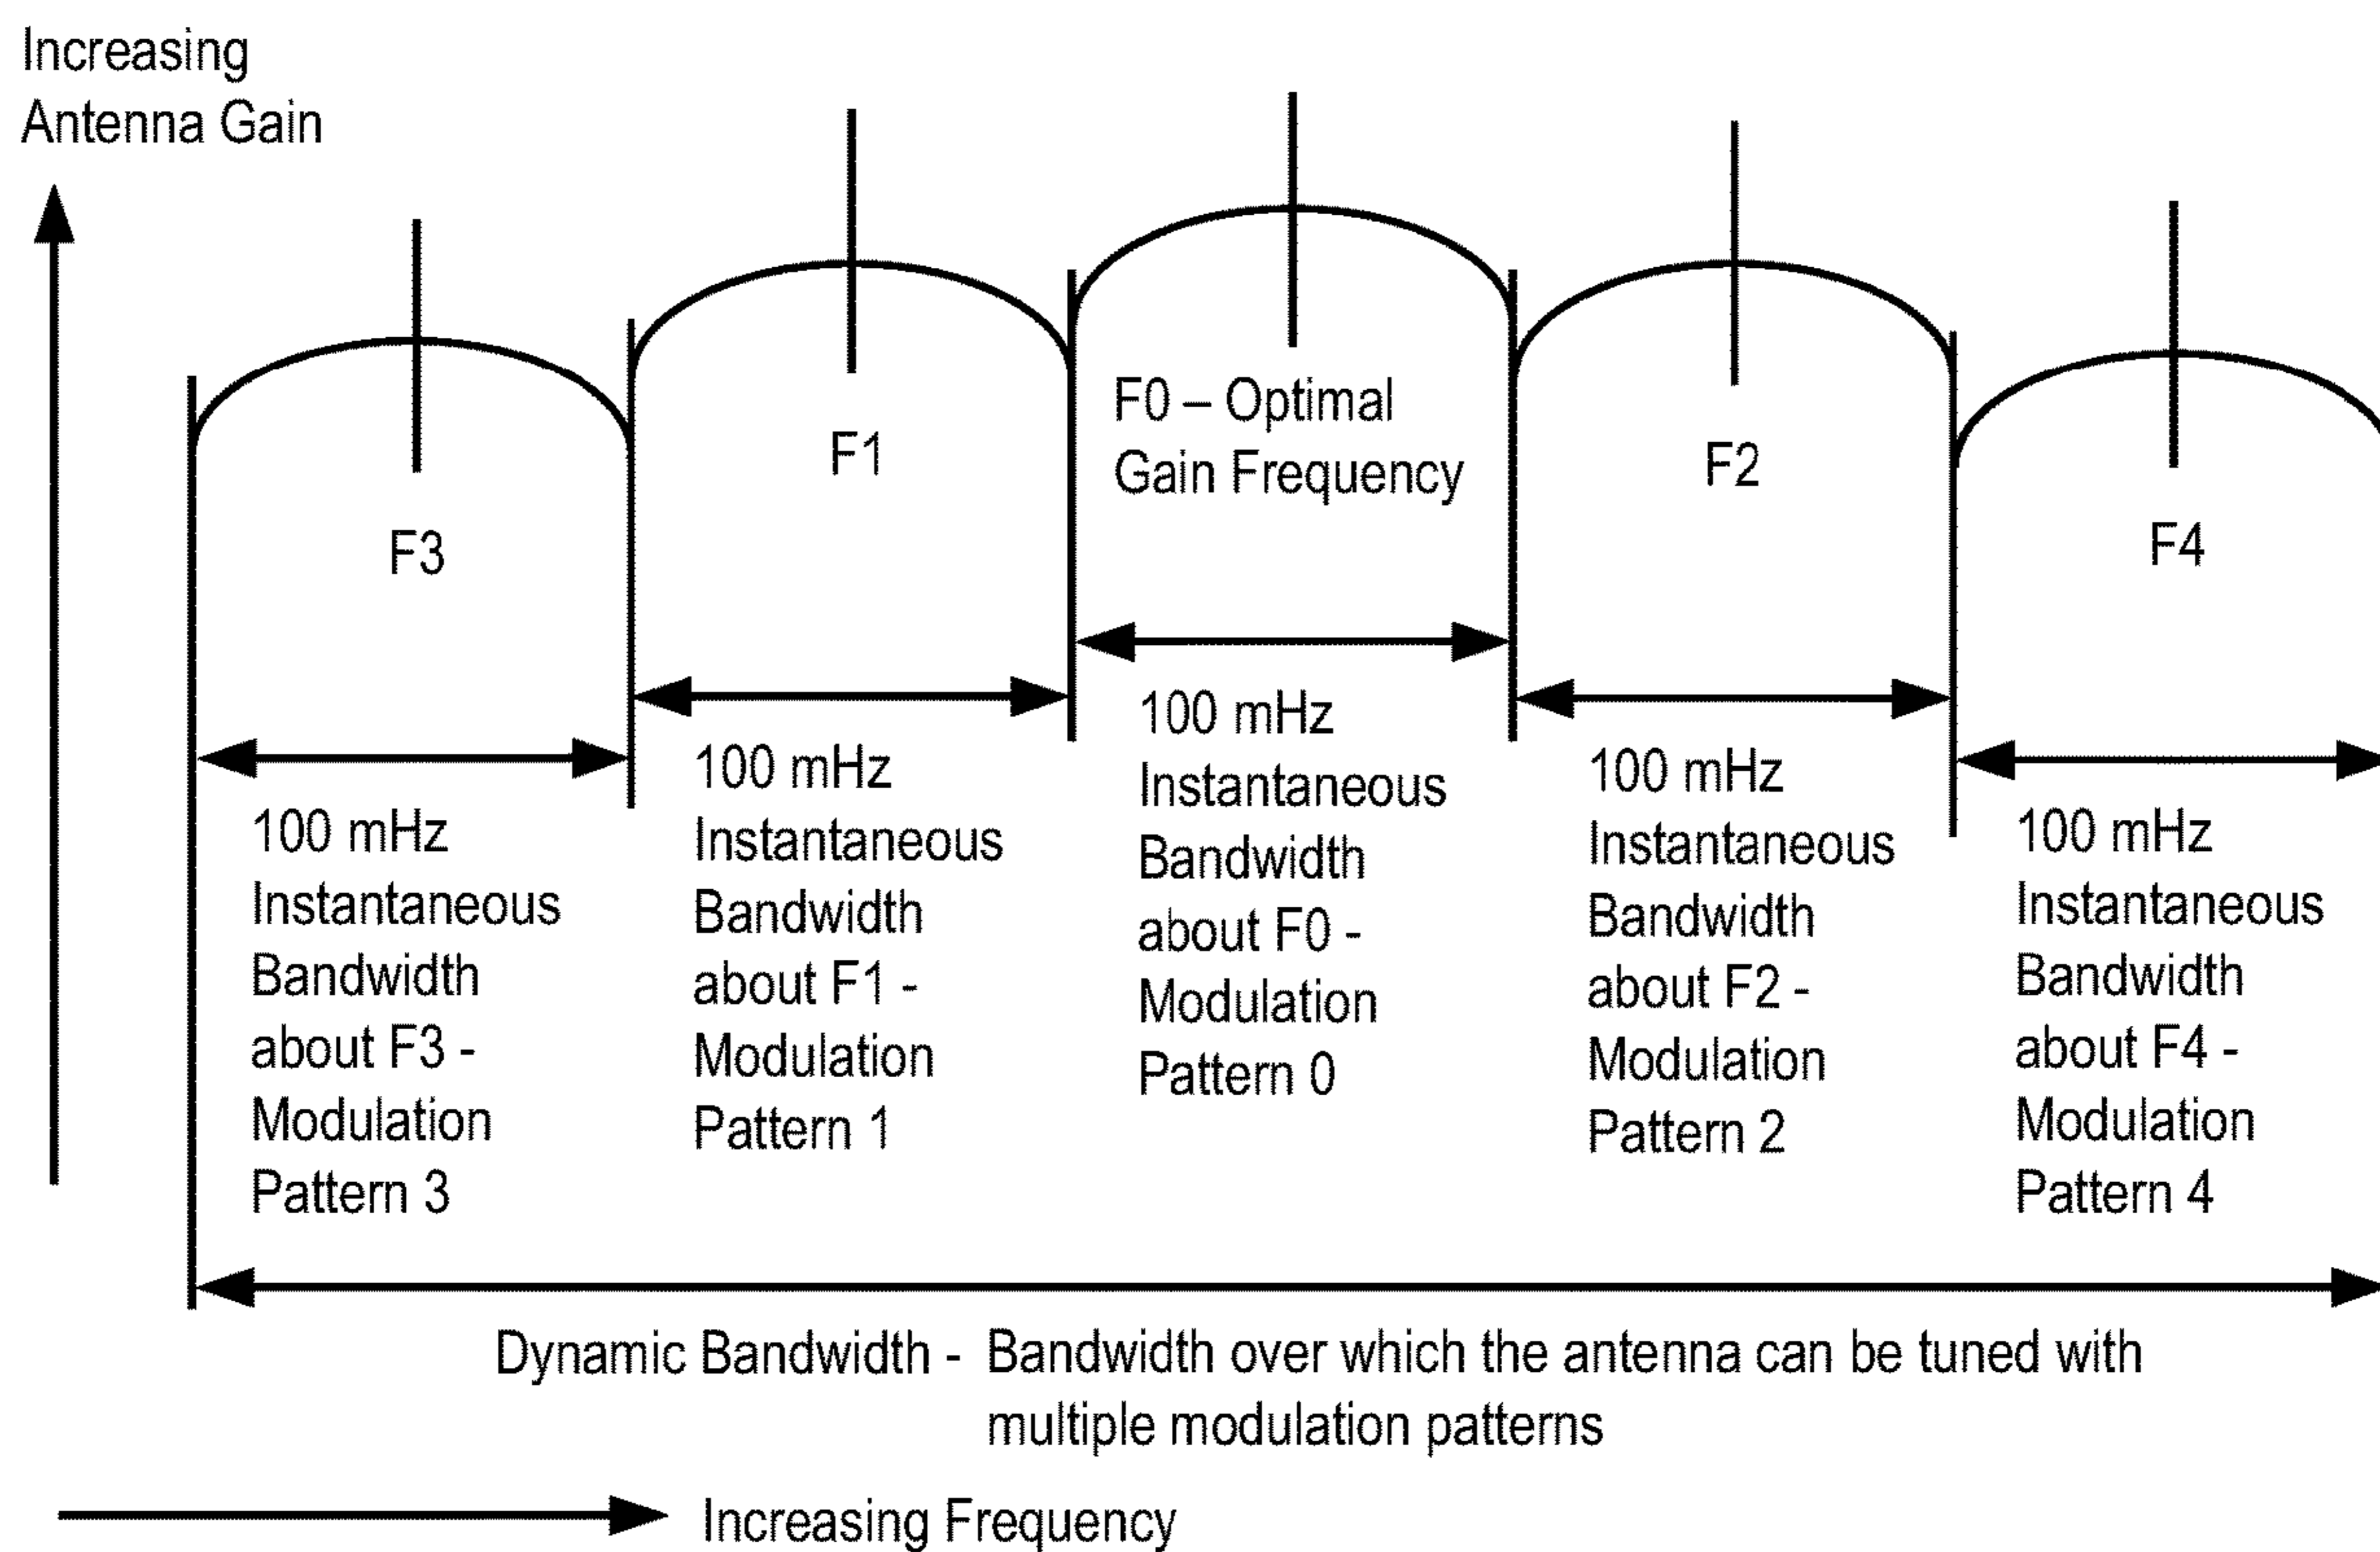 Increasing
Antenna Gain
F3
F1
F0 – Optimal
Gain Frequency
F2
F4
100 mHz
Instantaneous
Bandwidth
about F3 -
Modulation
Pattern 3
100 mHz
Instantaneous
Bandwidth
about F1 -
Modulation
Pattern 1
100 mHz
Instantaneous
Bandwidth
about F0 -
Modulation
Pattern 0
100 mHz
Instantaneous
Bandwidth
about F2 -
Modulation
Pattern 2
100 mHz
Instantaneous
Bandwidth
about F4 -
Modulation
Pattern 4
Dynamic Bandwidth - Bandwidth over which the antenna can be tuned with
multiple modulation patterns
Increasing Frequency